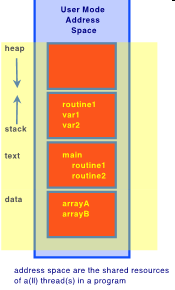 User Mode
Address
Space
heap
routine1
var1
var2
stack
text
main
routine1
routine2
data
arrayA
arrayB
address space are the shared resources
of a(ll) thread(s) in a program